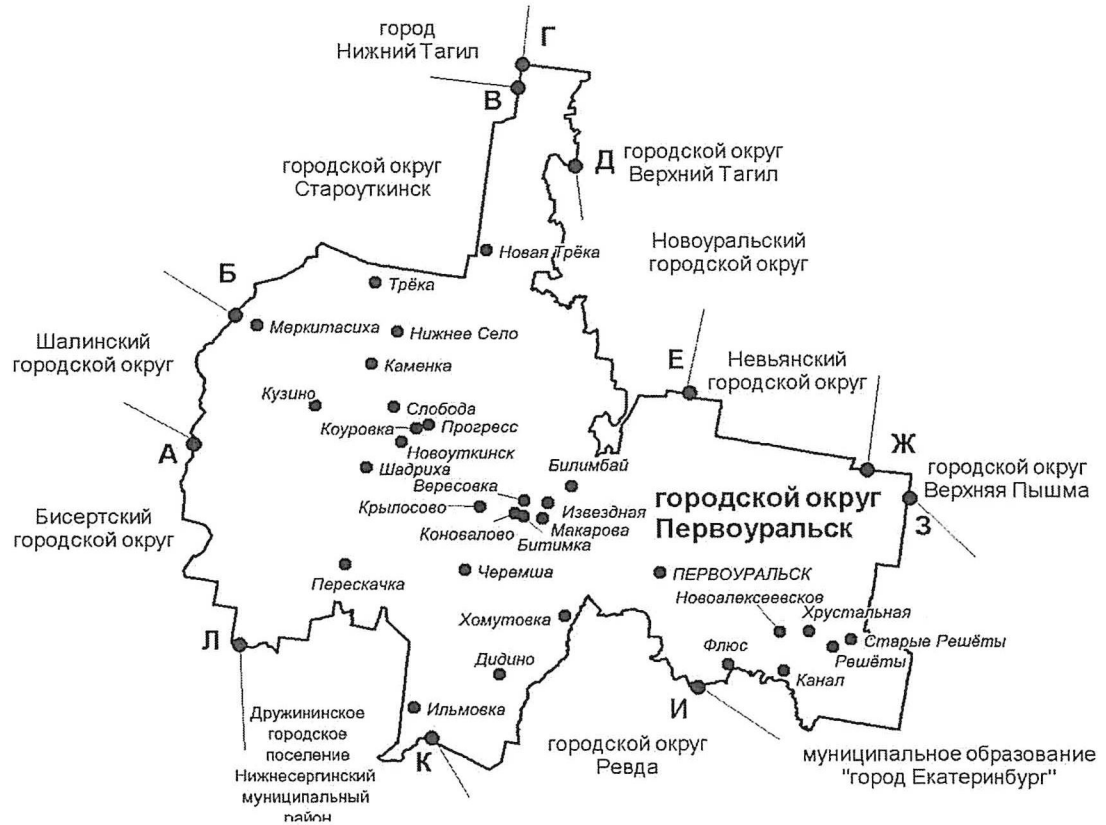 город
Нижний Тагил
Г
В
городской округ
Староуткинск
Д
городской округ
Верхний Тагил
Новая Трёка
Новоуральский
городской округ
Б
Трёка
Меркитасиха
Нижнее Село
Шалинский
городской округ
Каменка
Е
Невьянский
городской округ
Кузино
Слобода
Коуровка
Прогресс
А
Новоуткинск
Шадриха
Билимбай
Ж
городской округ
Верхняя Пышма
З
Вересовка
городской округ
Первоуральск
Крылосово
Извездная
Коновалово
Макарова
Битимка
Бисертский
городской округ
Перескачка
Черемша
ПЕРВОУРАЛЬСК
Новоалексеевское
Хрустальная
Хомутовка
Старые Решёты
Решёты
Л
Флюс
Дидино
Канал
И
Ильмовка
Дружининское
городское
поселение
Нижнесергинский
муниципальный
район
К
городской округ
Ревда
муниципальное образование
"город Екатеринбург"